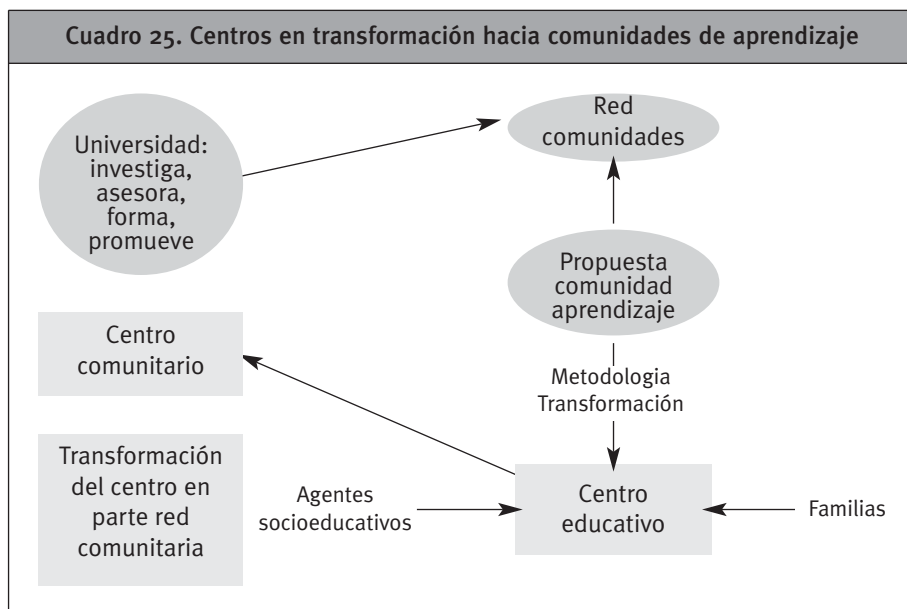 Cuadro 25. Centros en transformación hacia comunidades de aprendizaje
Universidad:
investiga,
asesora,
forma,
promueve
Red
comunidades
Propuesta
comunidad
aprendizaje
Centro
comunitario
Metodologia
Transformación
Transformación
del centro en
parte red
comunitaria
Agentes
socioeducativos
Centro
educativo
Familias